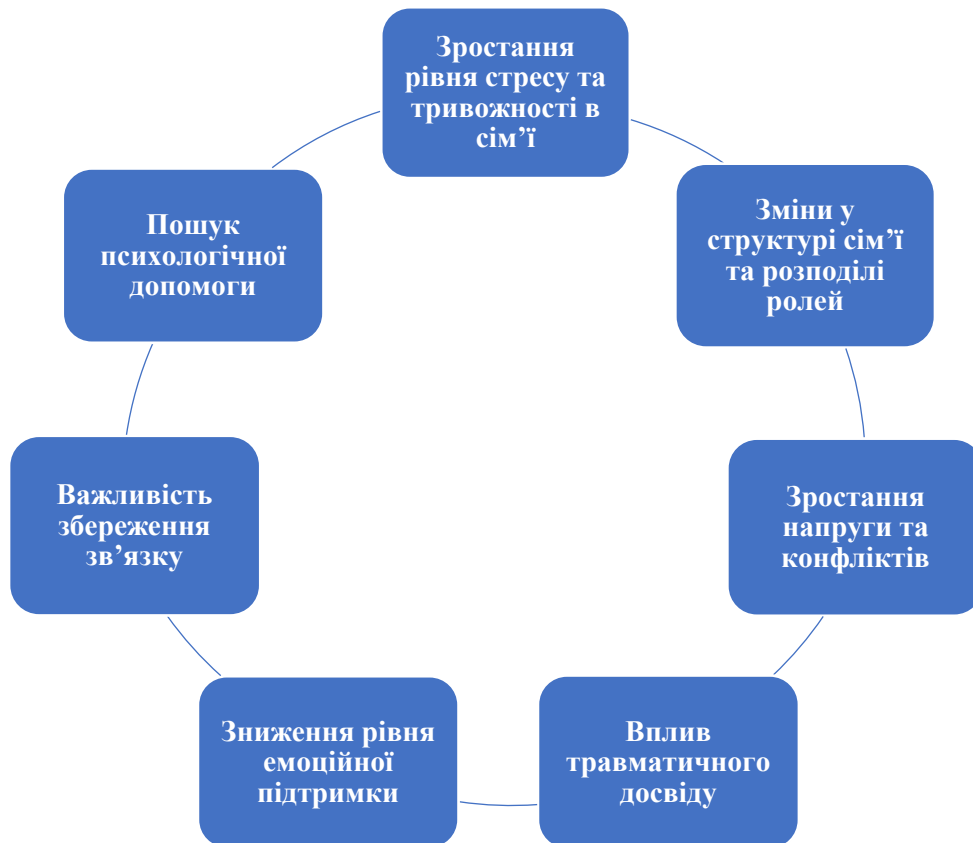 Зростання
рівня стресу та
тривожності в
сім’ї
Зміни у
структурі сім’ї
та розподілі
ролей
Зростання
напруги та
конфліктів
Вплив
травматичного
досвіду
Зниження рівня
емоційної
підтримки
Важливість
збереження
зв’язку
Пошук
психологічної
допомоги